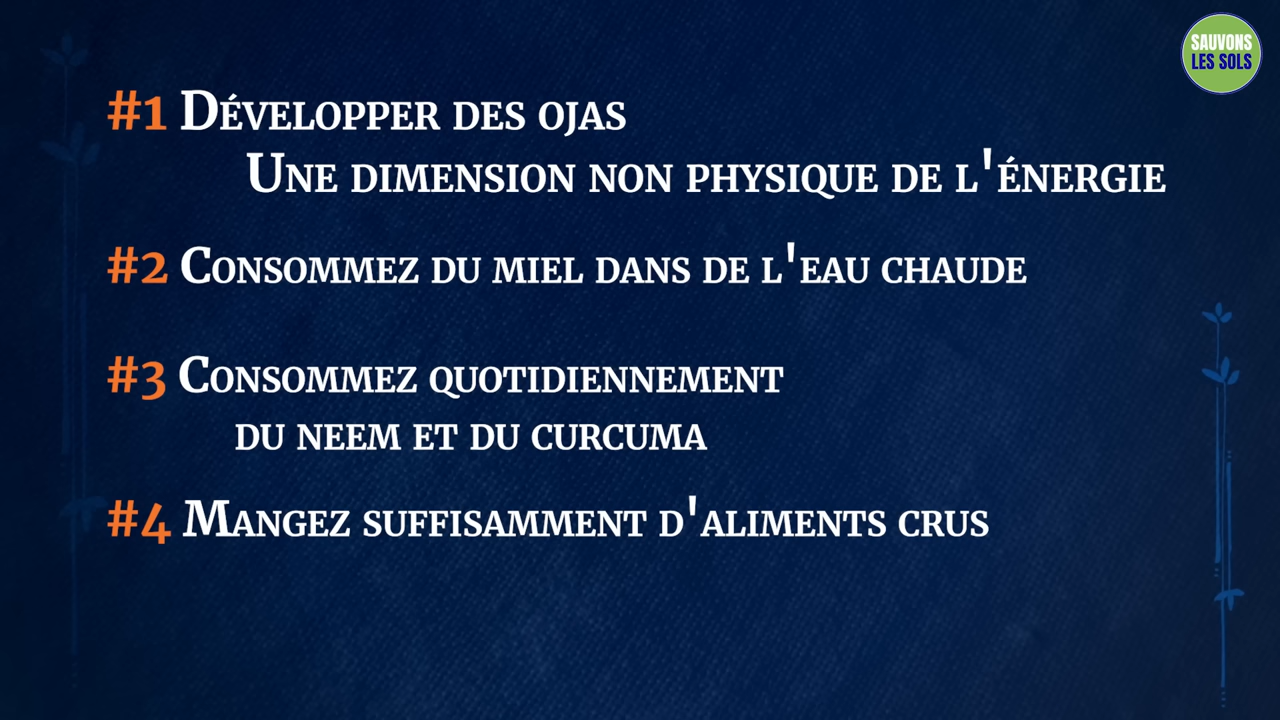 SAUVONS
LES SOLS
#1 Développer des ojas
Une dimension non physique de l'énergie
#2 Consommez du miel dans de l'eau chaude
#3 Consommez quotidiennement
du neem et du curcuma
#4 Mangez suffisamment d'aliments crus